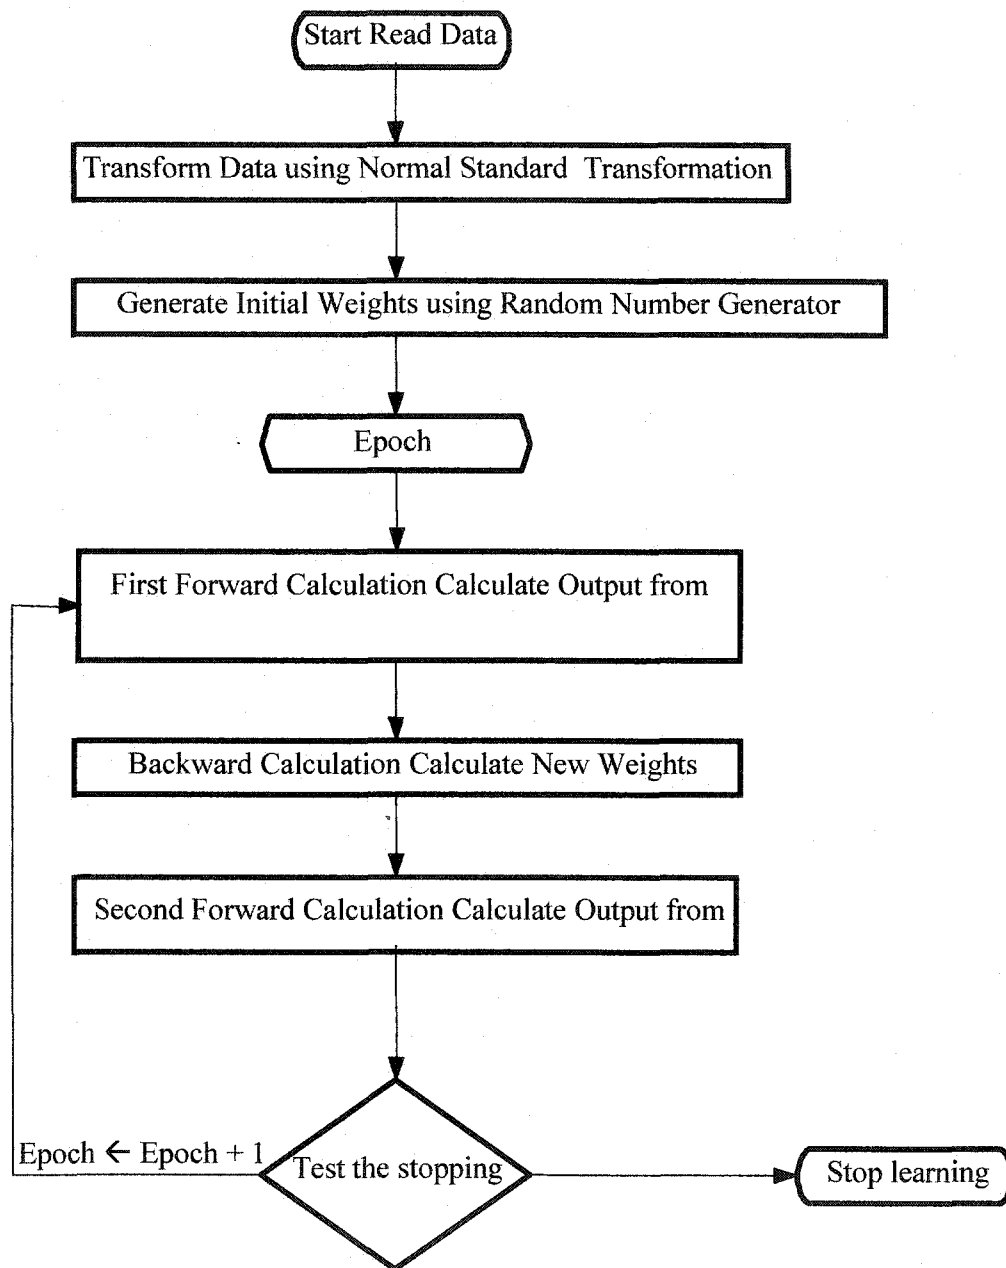 Start Read Data
Transform Data using Normal Standard Transformation
Generate Initial Weights using Random Number Generator
Epoch
First Forward Calculation Calculate Output from
Backward Calculation Calculate New Weights
Second Forward Calculation Calculate Output from
Epoch ← Epoch + 1
Test the stopping
Stop learning